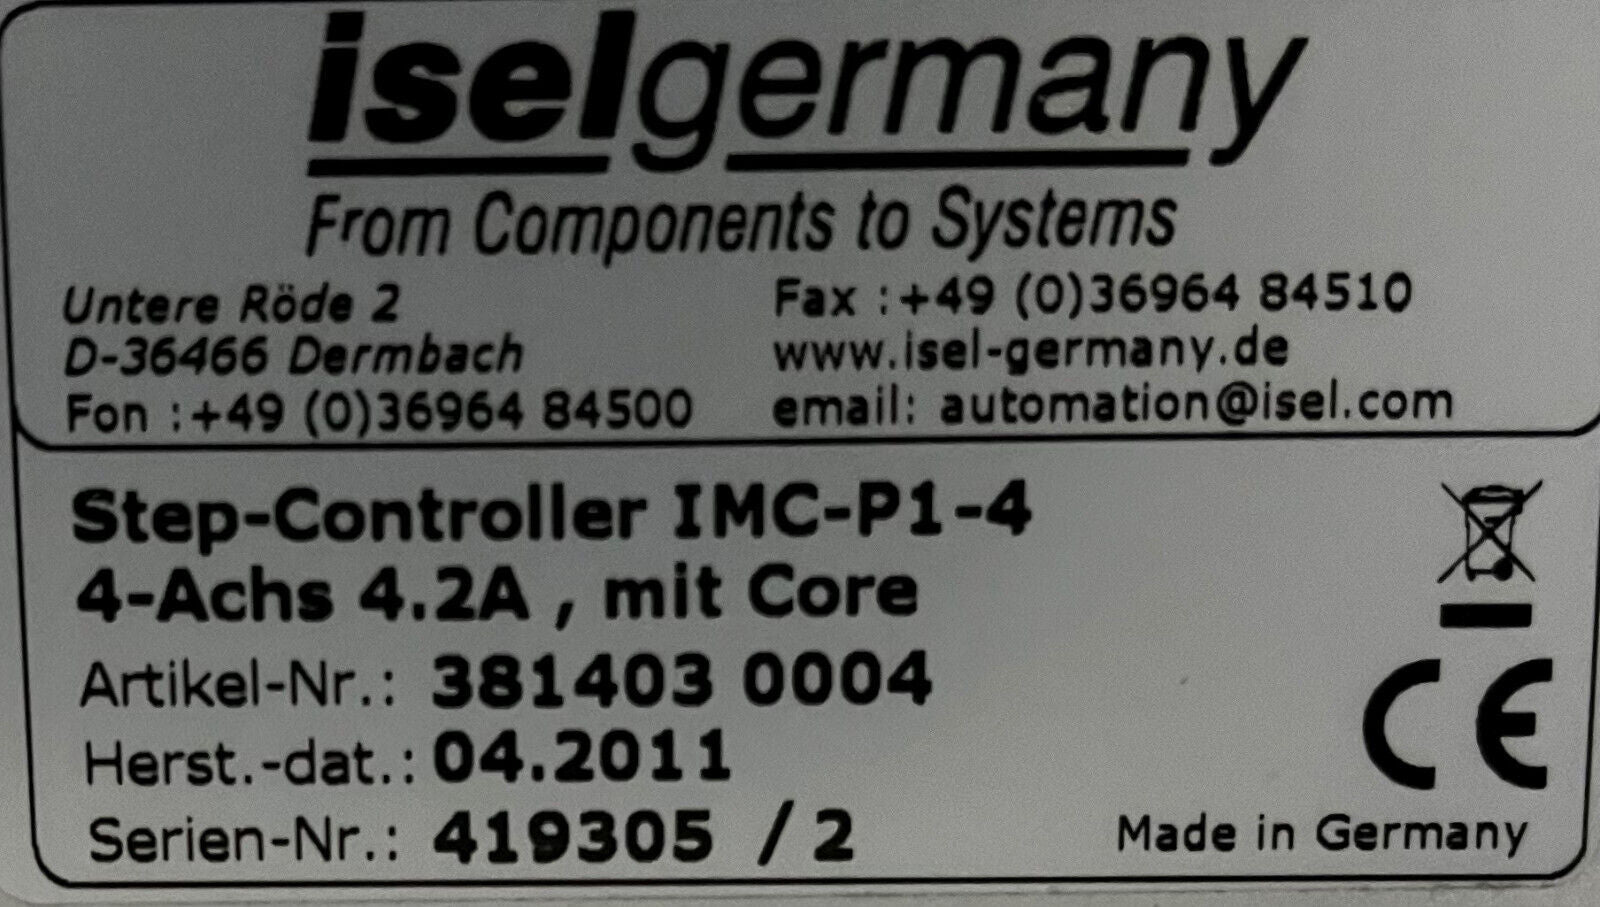 iselgermany
From Components to Systems
Untere Röde 2
D-36466 Dermbach
Fon :+49 (0)36964 84500
Fax :+49 (0)36964 84510
www.isel-germany.de
email: automation@isel.com
Step-Controller IMC-P1-4
4-Achs 4.2A , mit Core
Artikel-Nr.: 381403 0004
Herst.-dat.: 04.2011
Serien-Nr.: 419305 / 2
CE
Made in Germany